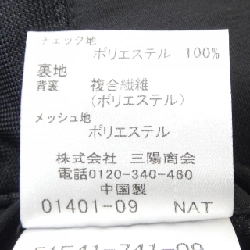 チェック地
ポリエステル 100%
裏地
背裏 複合繊維
(ポリエステル)
メッシュ地
ポリエステル
株式会社 三陽商会
電話0120-340-460
中国製
01401-09 NAT